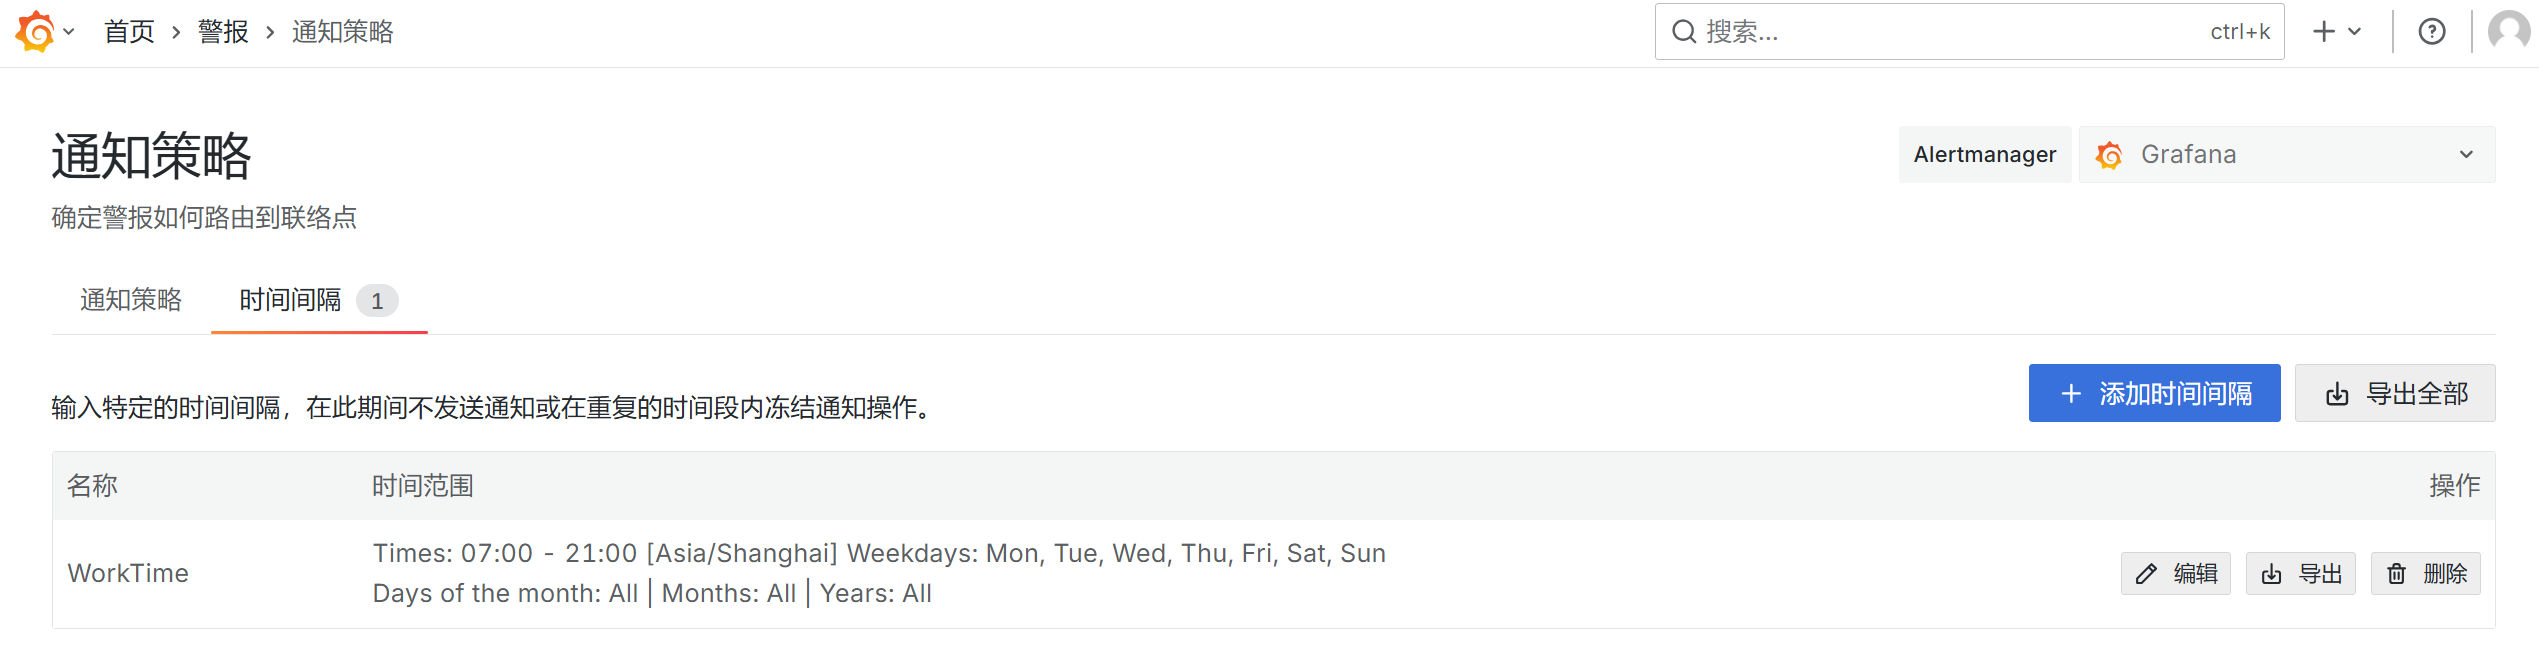 首页 > 警报 > 通知策略
搜索... ctrl+k
通知策略
Alertmanager Grafana
确定警报如何路由到联络点
通知策略 时间间隔 1
输入特定的时间间隔，在此期间不发送通知或在重复的时间段内冻结通知操作。
+ 添加时间间隔 导出全部
名称 时间范围 操作
WorkTime
Times: 07:00 - 21:00 [Asia/Shanghai] Weekdays: Mon, Tue, Wed, Thu, Fri, Sat, Sun
Days of the month: All | Months: All | Years: All
编辑 导出 删除